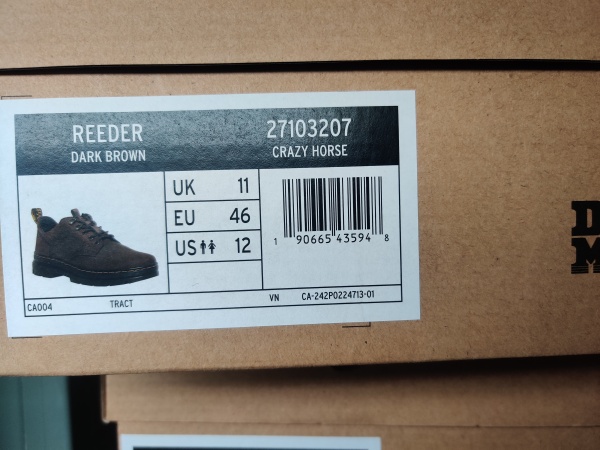 REEDER
DARK BROWN
27103207
CRAZY HORSE
UK 11
EU 46
US 12
1 90665 43594 8
CA004 TRACT VN CA-242P0224713-01
D
M